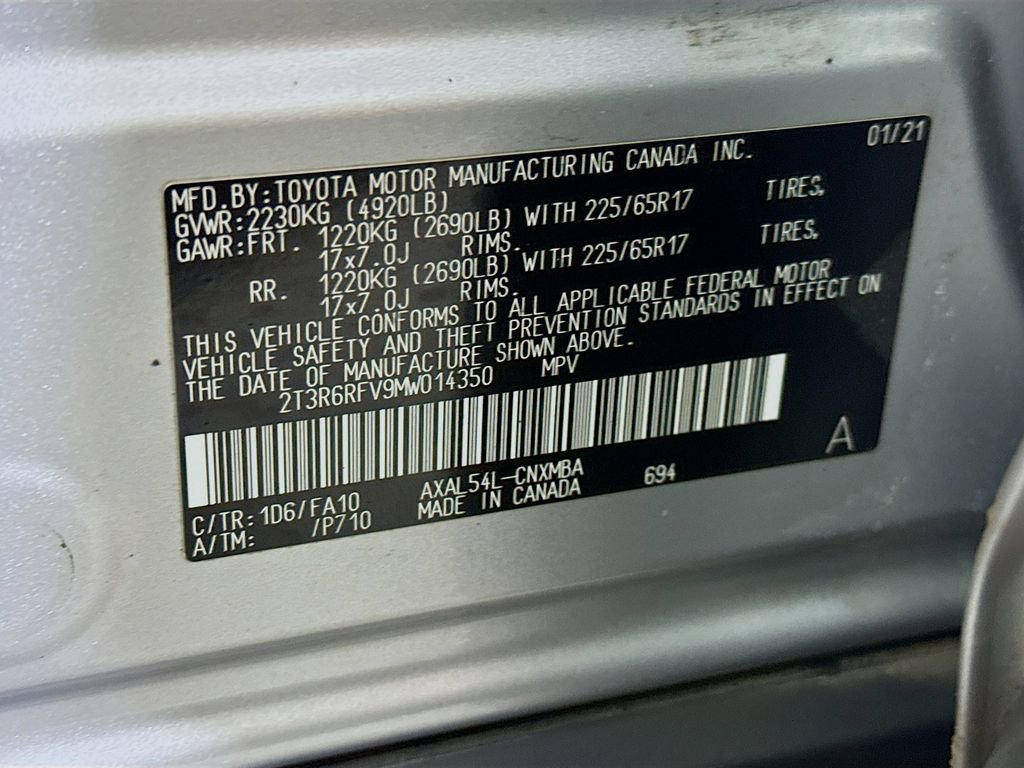 01/21
MFD.BY:TOYOTA MOTOR MANUFACTURING CANADA INC.
GVWR:2230KG (4920LB)
GAWR:FRT. 1220KG (2690LB) WITH 225/65R17 TIRES,
17x7.0J RIMS.
RR. 1220KG (2690LB) WITH 225/65R17 TIRES,
17x7.0J RIMS.
THIS VEHICLE CONFORMS TO ALL APPLICABLE FEDERAL MOTOR
VEHICLE SAFETY AND THEFT PREVENTION STANDARDS IN EFFECT ON
THE DATE OF MANUFACTURE SHOWN ABOVE.
2T3R6RFV9MW014350 MPV
A
C/TR:1D6/FA10 AXAL54L-CNXMBA 694
A/TM: /P710 MADE IN CANADA